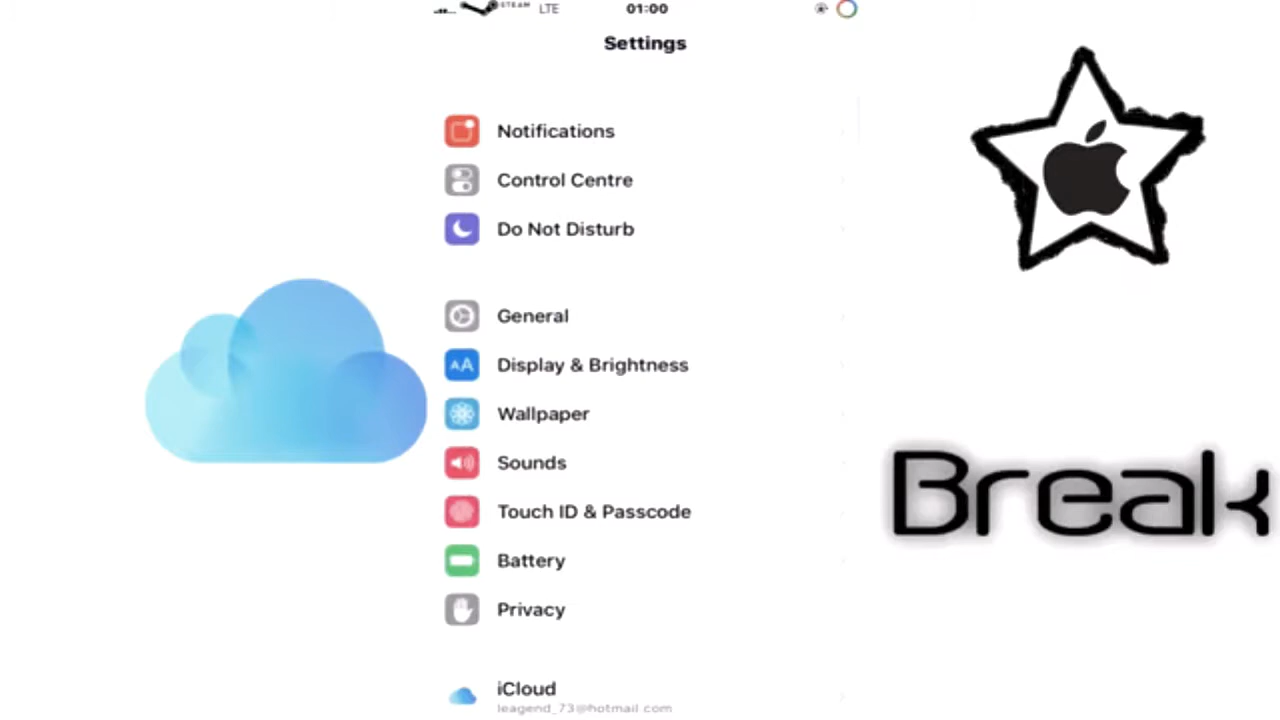 STEAM LTE 01:00
Settings
Notifications
Control Centre
Do Not Disturb
General
Display & Brightness
AA
Wallpaper
Sounds
Touch ID & Passcode
Battery
Privacy
iCloud
leagend_73@hotmail.com
Break